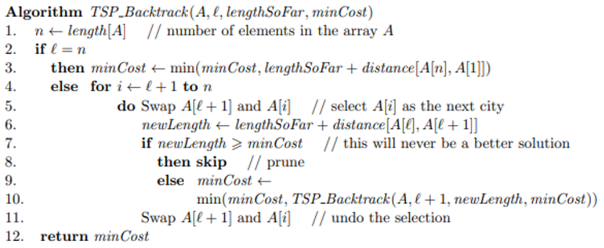 Algorithm TSP_Backtrack(A, ℓ, lengthSoFar, minCost)
1. n ← length[A] // number of elements in the array A
2. if ℓ = n
3. then minCost ← min(minCost, lengthSoFar + distance[A[n], A[1]])
4. else for i ← ℓ + 1 to n
5. do Swap A[ℓ + 1] and A[i] // select A[i] as the next city
6. newLength ← lengthSoFar + distance[A[ℓ], A[ℓ + 1]]
7. if newLength ⩾ minCost // this will never be a better solution
8. then skip // prune
9. else minCost ←
10. min(minCost, TSP_Backtrack(A, ℓ + 1, newLength, minCost))
11. Swap A[ℓ + 1] and A[i] // undo the selection
12. return minCost